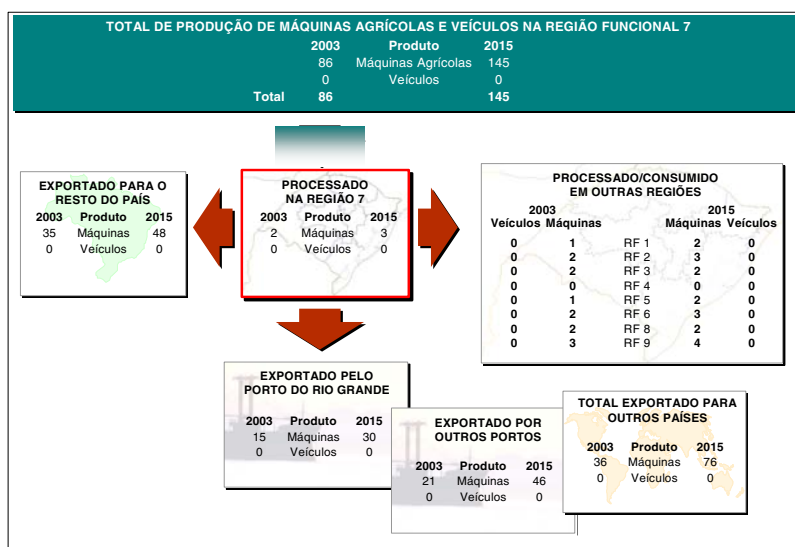 TOTAL DE PRODUÇÃO DE MÁQUINAS AGRÍCOLAS E VEÍCULOS NA REGIÃO FUNCIONAL 7
2003 Produto 2015
86 Máquinas Agrícolas 145
0 Veículos 0
Total 86 145
EXPORTADO PARA O
RESTO DO PAÍS
2003 Produto 2015
35 Máquinas 48
0 Veículos 0
PROCESSADO
NA REGIÃO 7
2003 Produto 2015
2 Máquinas 3
0 Veículos 0
PROCESSADO/CONSUMIDO
EM OUTRAS REGIÕES
2003 2015
Veículos Máquinas Máquinas Veículos
0 1 RF 1 2 0
0 2 RF 2 3 0
0 2 RF 3 2 0
0 0 RF 4 0 0
0 1 RF 5 2 0
0 2 RF 6 3 0
0 2 RF 8 2 0
0 3 RF 9 4 0
EXPORTADO PELO
PORTO DO RIO GRANDE
2003 Produto 2015
15 Máquinas 30
0 Veículos 0
EXPORTADO POR
OUTROS PORTOS
2003 Produto 2015
21 Máquinas 46
0 Veículos 0
TOTAL EXPORTADO PARA
OUTROS PAÍSES
2003 Produto 2015
36 Máquinas 76
0 Veículos 0